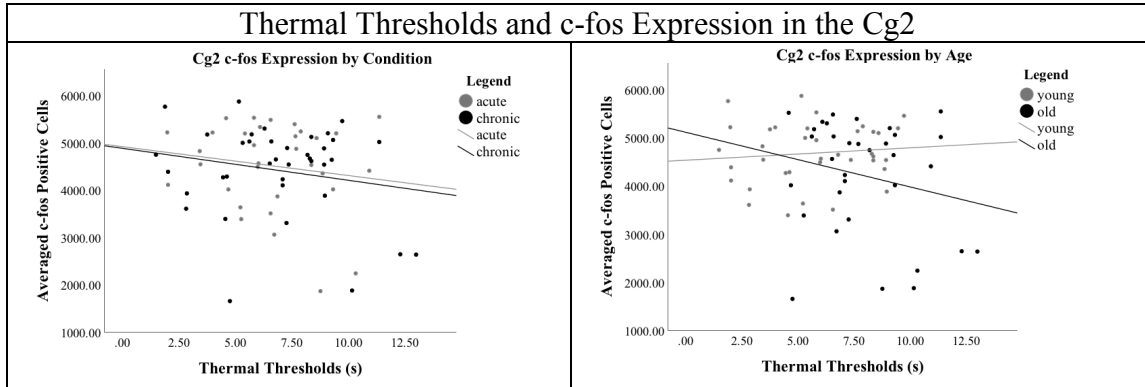 Thermal Thresholds and c-fos Expression in the Cg2
Cg2 c-fos Expression by Condition
Legend
acute
chronic
acute
chronic
6000.00
5000.00
4000.00
3000.00
2000.00
1000.00
Averaged c-fos Positive Cells
.00 2.50 5.00 7.50 10.00 12.50
Thermal Thresholds (s)
Cg2 c-fos Expression by Age
Legend
young
old
young
old
6000.00
5000.00
4000.00
3000.00
2000.00
1000.00
Averaged c-fos Positive Cells
.00 2.50 5.00 7.50 10.00 12.50
Thermal Thresholds (s)